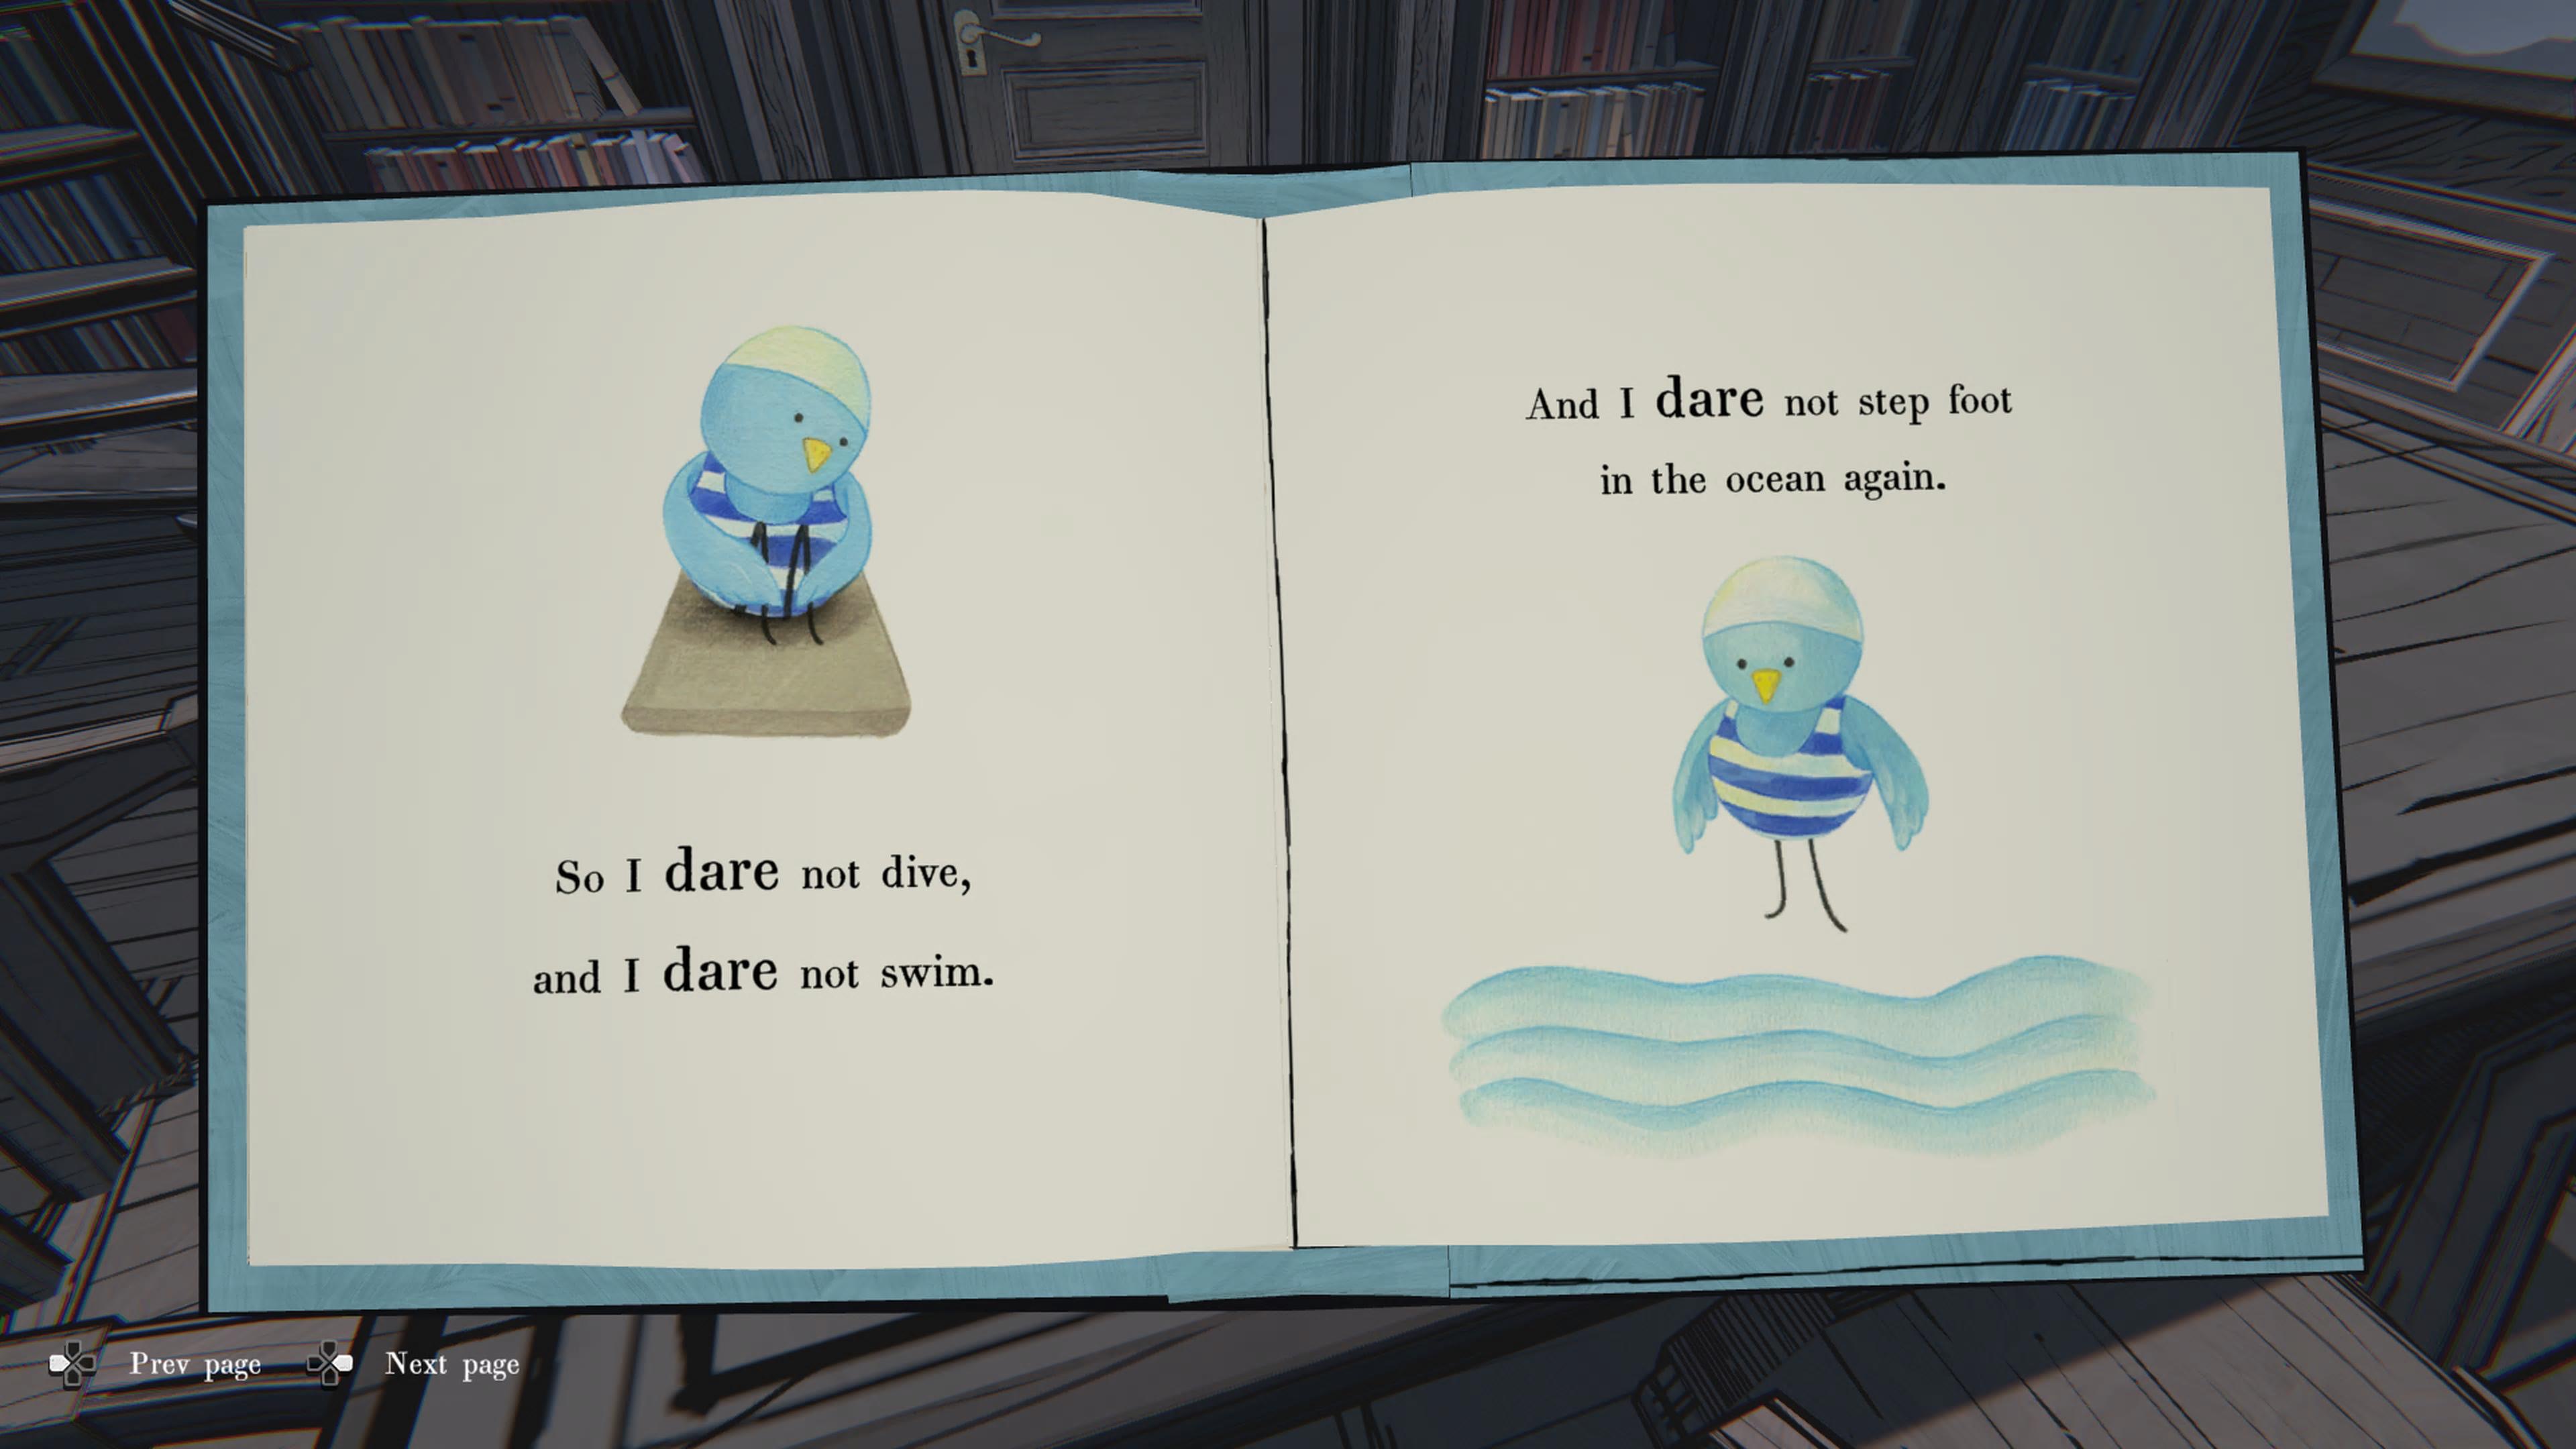 So I dare not dive,
and I dare not swim.
And I dare not step foot
in the ocean again.
Prev page
Next page